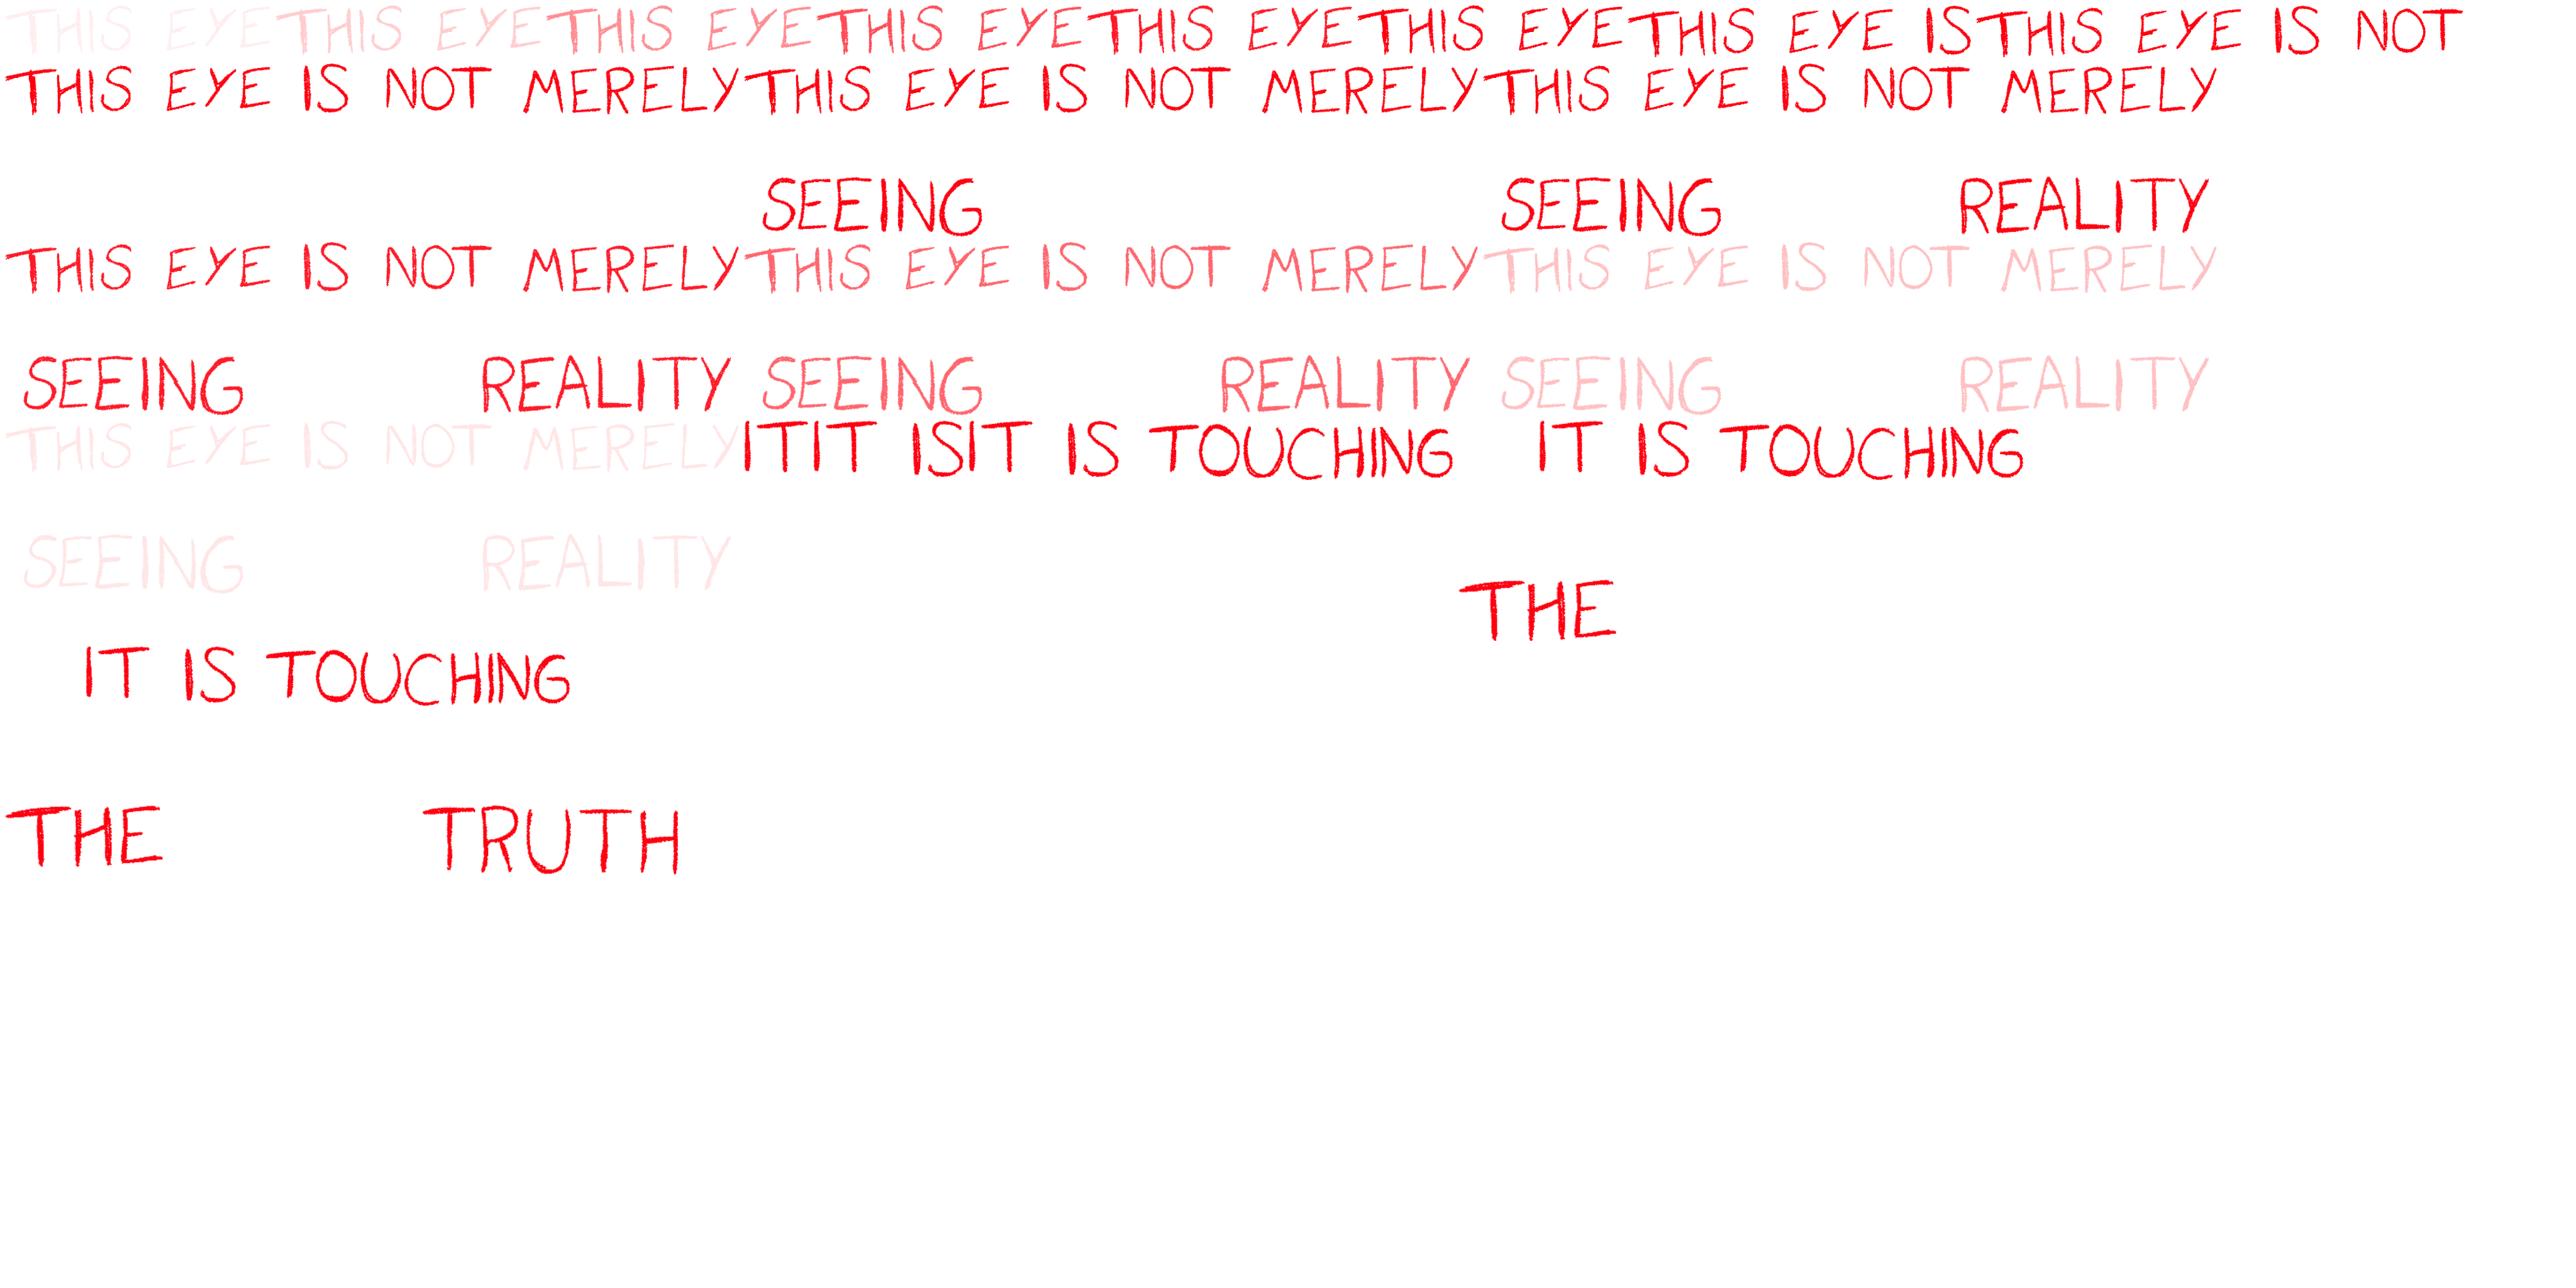 THIS EYETHIS EYETHIS EYETHIS EYETHIS EYETHIS EYETHIS EYE ISTHIS EYE IS NOT
THIS EYE IS NOT MERELYTHIS EYE IS NOT MERELYTHIS EYE IS NOT MERELY
SEEING SEEING REALITY
THIS EYE IS NOT MERELYTHIS EYE IS NOT MERELYTHIS EYE IS NOT MERELY
SEEING REALITY SEEING REALITY SEEING REALITY
THIS EYE IS NOT MERELYITIT ISIT IS TOUCHING IT IS TOUCHING
SEEING REALITY
THE
IT IS TOUCHING
THE TRUTH